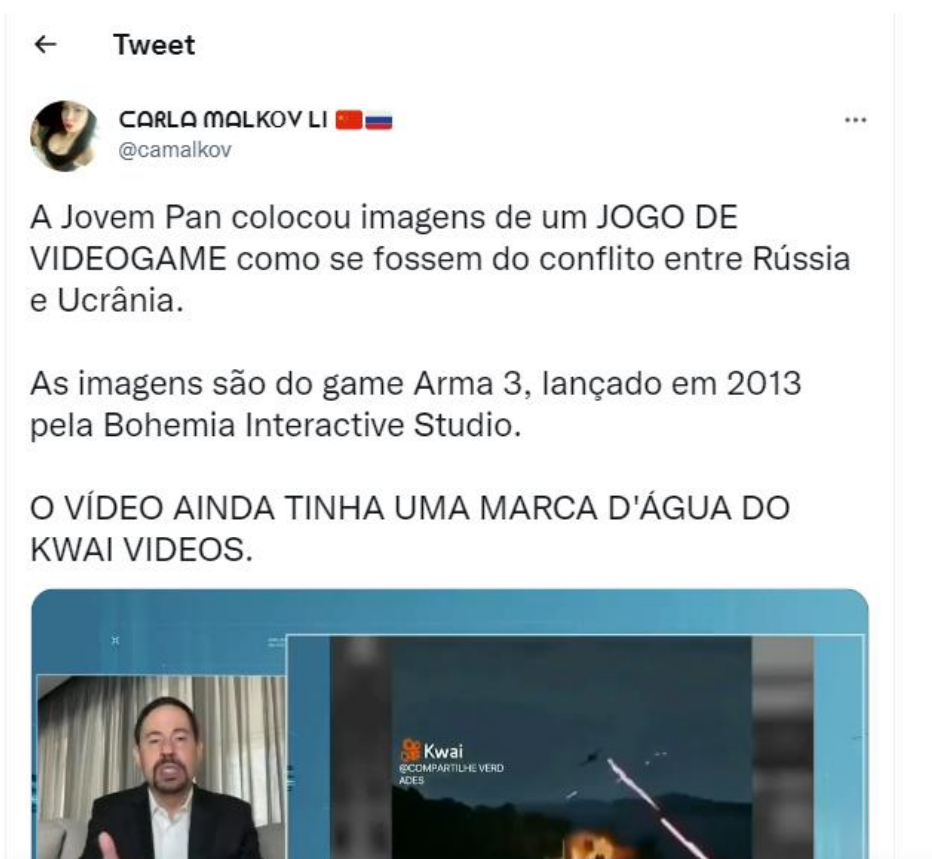 Tweet
CARLA MALKOV LI
@camalkov
A Jovem Pan colocou imagens de um JOGO DE
VIDEOGAME como se fossem do conflito entre Rússia
e Ucrânia.
As imagens são do game Arma 3, lançado em 2013
pela Bohemia Interactive Studio.
O VÍDEO AINDA TINHA UMA MARCA D'ÁGUA DO
KWAI VIDEOS.
Kwai
@COMPARTILHE VERD
ADES